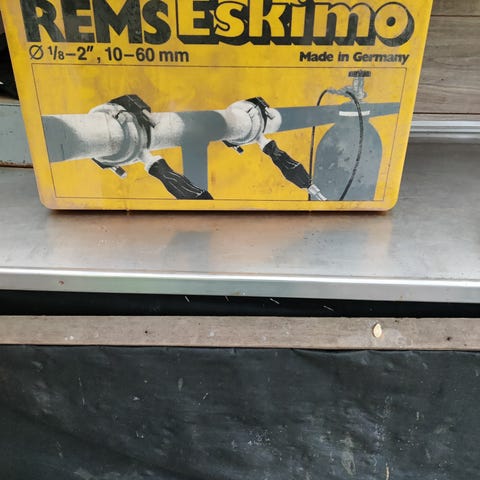 REMS Eskimo
Ø 1/8–2", 10–60 mm
Made in Germany